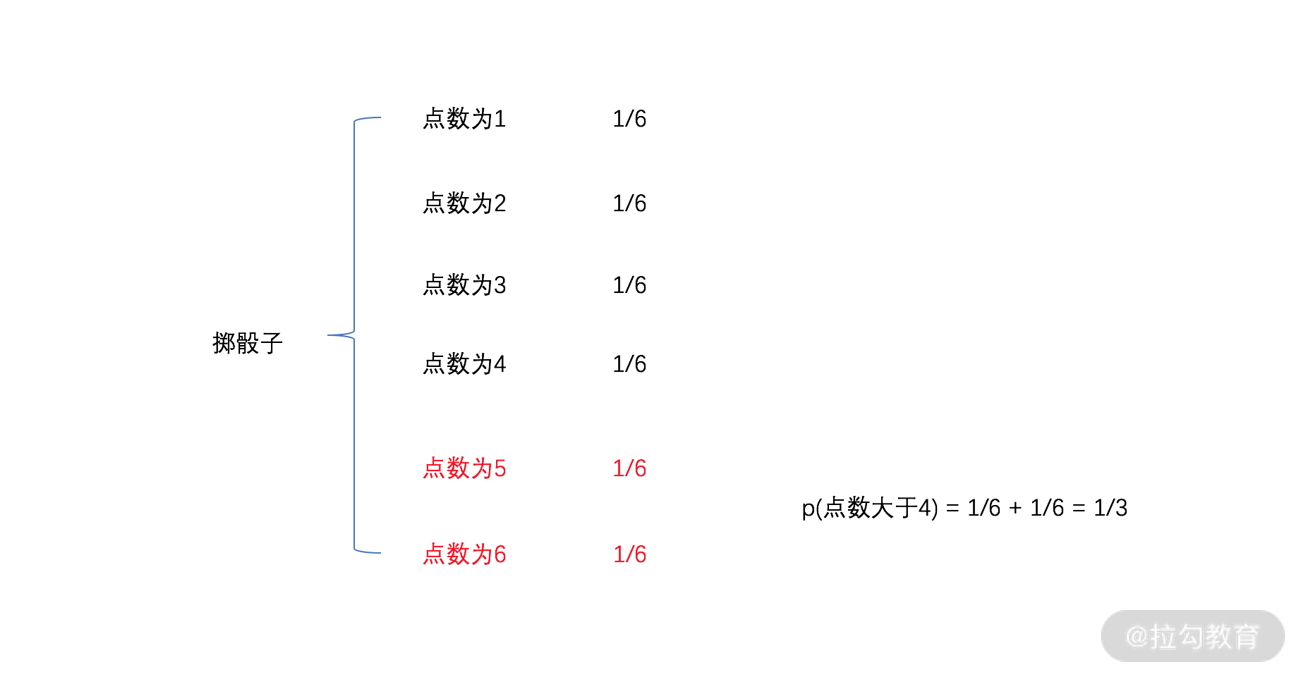 点数为1 1/6
点数为2 1/6
点数为3 1/6
掷骰子
点数为4 1/6
点数为5 1/6
p(点数大于4) = 1/6 + 1/6 = 1/3
点数为6 1/6
@拉勾教育